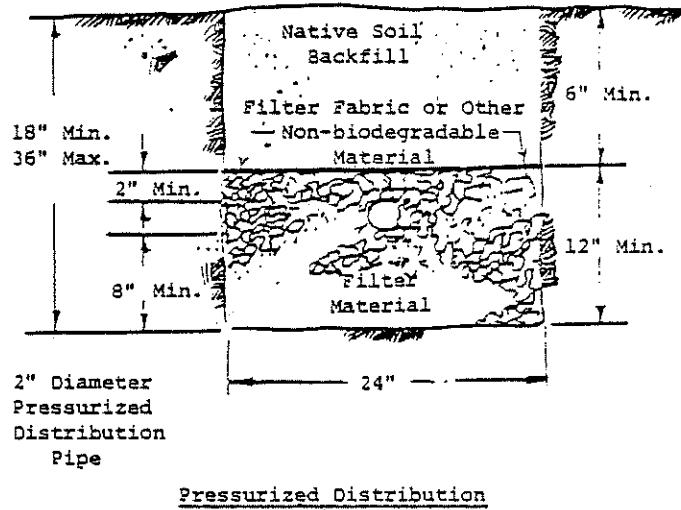 Native Soil
Backfill
6" Min.
18" Min.
36" Max.
Filter Fabric or Other
Non-biodegradable
Material
2" Min.
12" Min.
8" Min.
Filter
Material
24"
2" Diameter
Pressurized
Distribution
Pipe
Pressurized Distribution